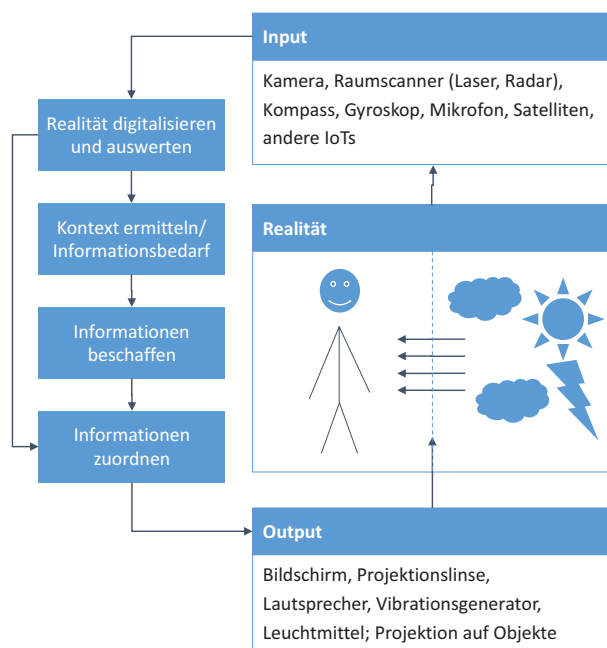 Input
Kamera, Raumscanner (Laser, Radar),
Kompass, Gyroskop, Mikrofon, Satelliten,
andere IoTs
Realität digitalisieren
und auswerten
Kontext ermitteln/
Informationsbedarf
Informationen
beschaffen
Informationen
zuordnen
Realität
Output
Bildschirm, Projektionslinse,
Lautsprecher, Vibrationsgenerator,
Leuchtmittel; Projektion auf Objekte